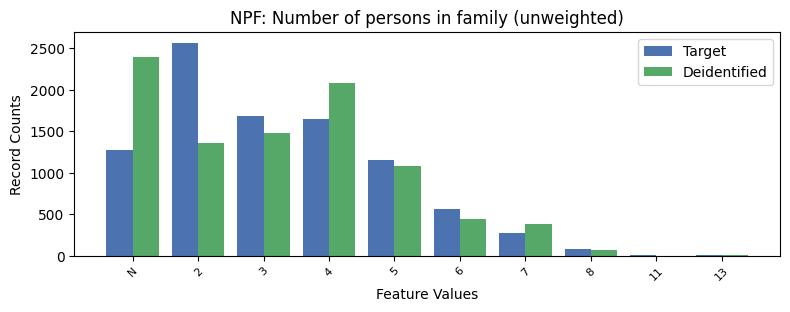 NPF: Number of persons in family (unweighted)
Target
Deidentified
Record Counts
2500
2000
1500
1000
500
0
N 2 3 4 5 6 7 8 11 13
Feature Values